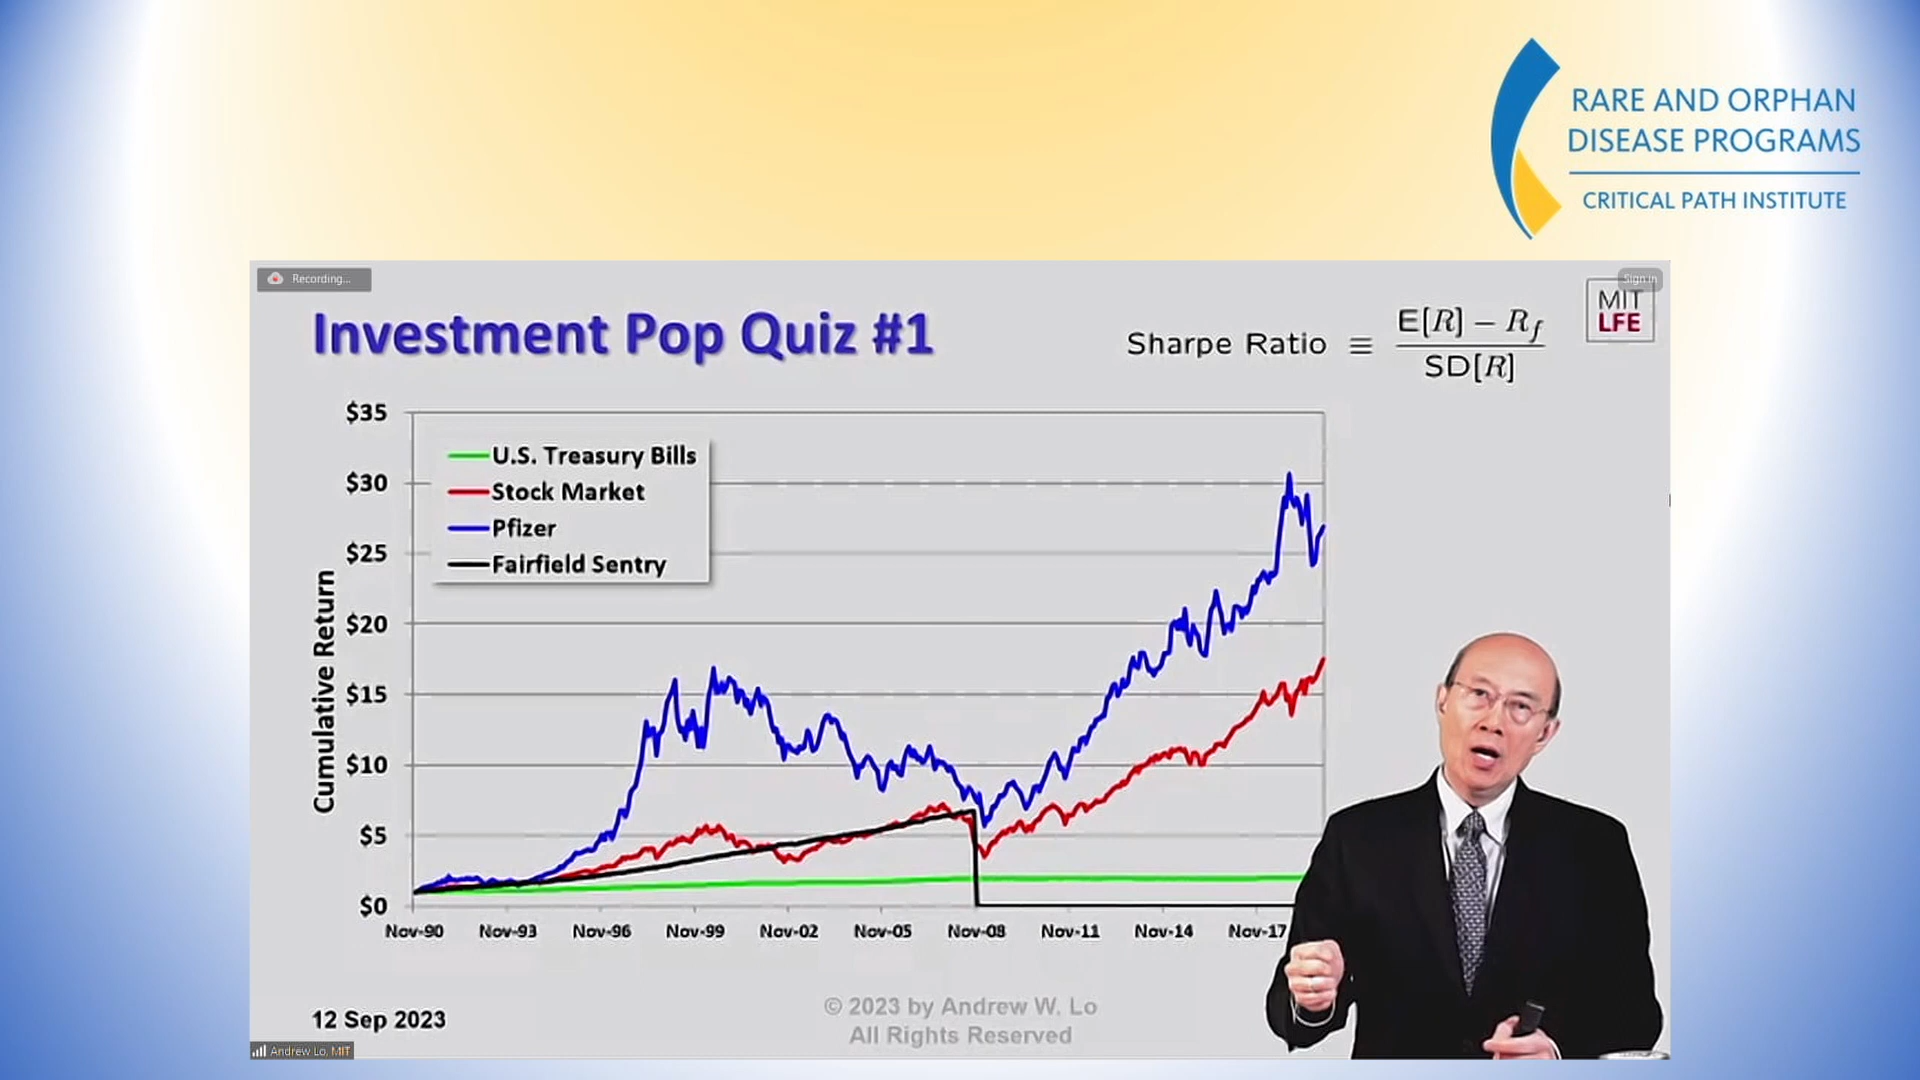 RARE AND ORPHAN
DISEASE PROGRAMS
CRITICAL PATH INSTITUTE
Recording...
Sign in
MIT
LFE
Investment Pop Quiz #1
Sharpe Ratio ≡ E[R] − Rf
SD[R]
$35
$30
$25
$20
$15
$10
$5
$0
Cumulative Return
U.S. Treasury Bills
Stock Market
Pfizer
Fairfield Sentry
Nov-90 Nov-93 Nov-96 Nov-99 Nov-02 Nov-05 Nov-08 Nov-11 Nov-14 Nov-17
12 Sep 2023
© 2023 by Andrew W. Lo
All Rights Reserved
Andrew Lo, MIT